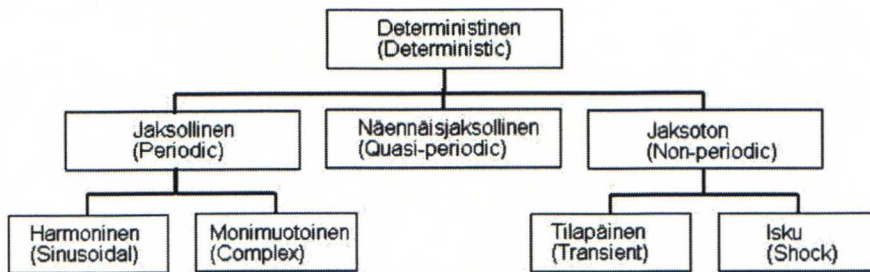 Deterministinen
(Deterministic)
Jaksollinen
(Periodic)
Näennäisjaksollinen
(Quasi-periodic)
Jaksoton
(Non-periodic)
Harmoninen
(Sinusoidal)
Monimuotoinen
(Complex)
Tilapäinen
(Transient)
Isku
(Shock)